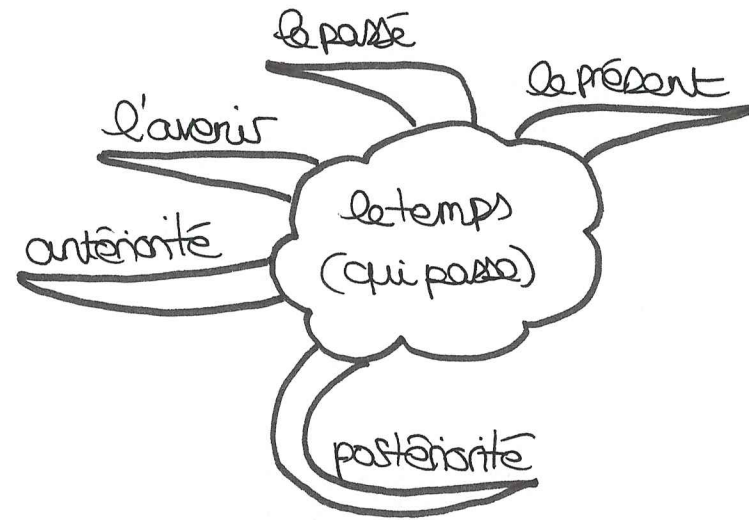 le passé
le présent
l'avenir
le temps
(qui passe)
antériorité
postériorité